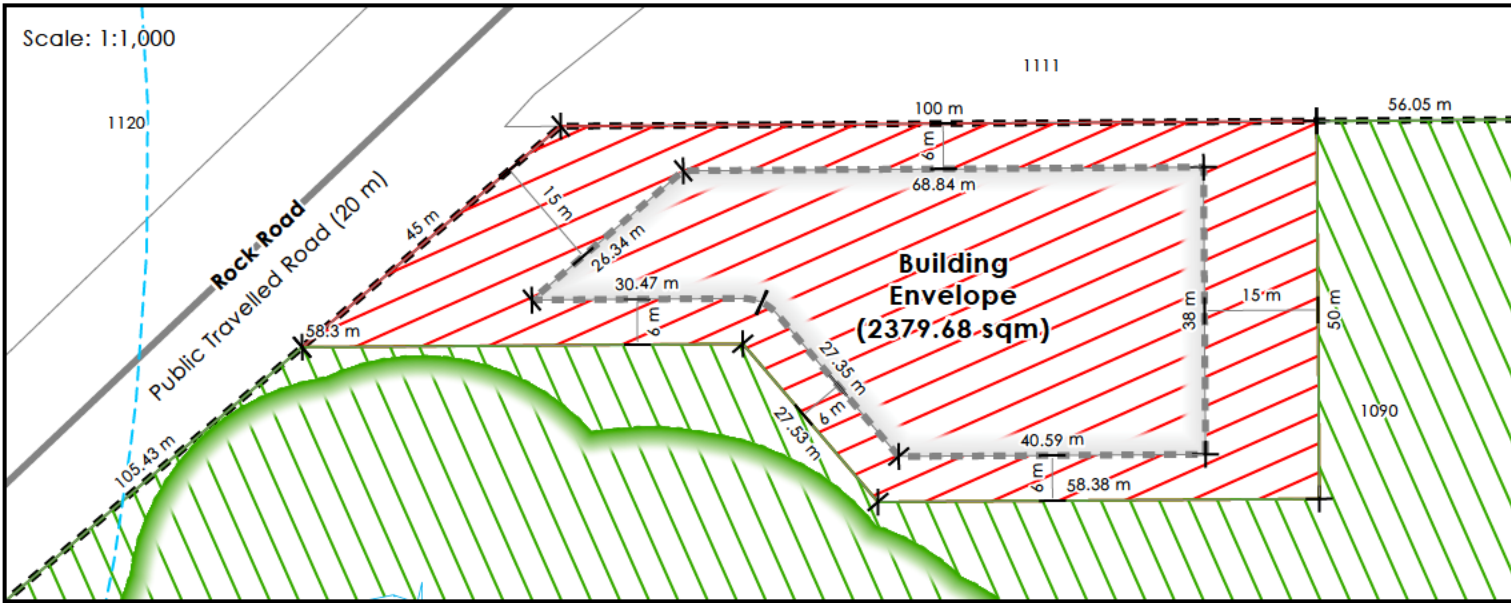 Scale: 1:1,000
1111
1120
100 m
56.05 m
6 m
68.84 m
15 m
45 m
26.34 m
Rock Road
Public Travelled Road (20 m)
Building
Envelope
(2379.68 sqm)
30.47 m
6 m
58.3 m
38 m
15 m
50 m
27.35 m
6 m
27.53 m
1090
40.59 m
6 m
58.38 m
105.43 m